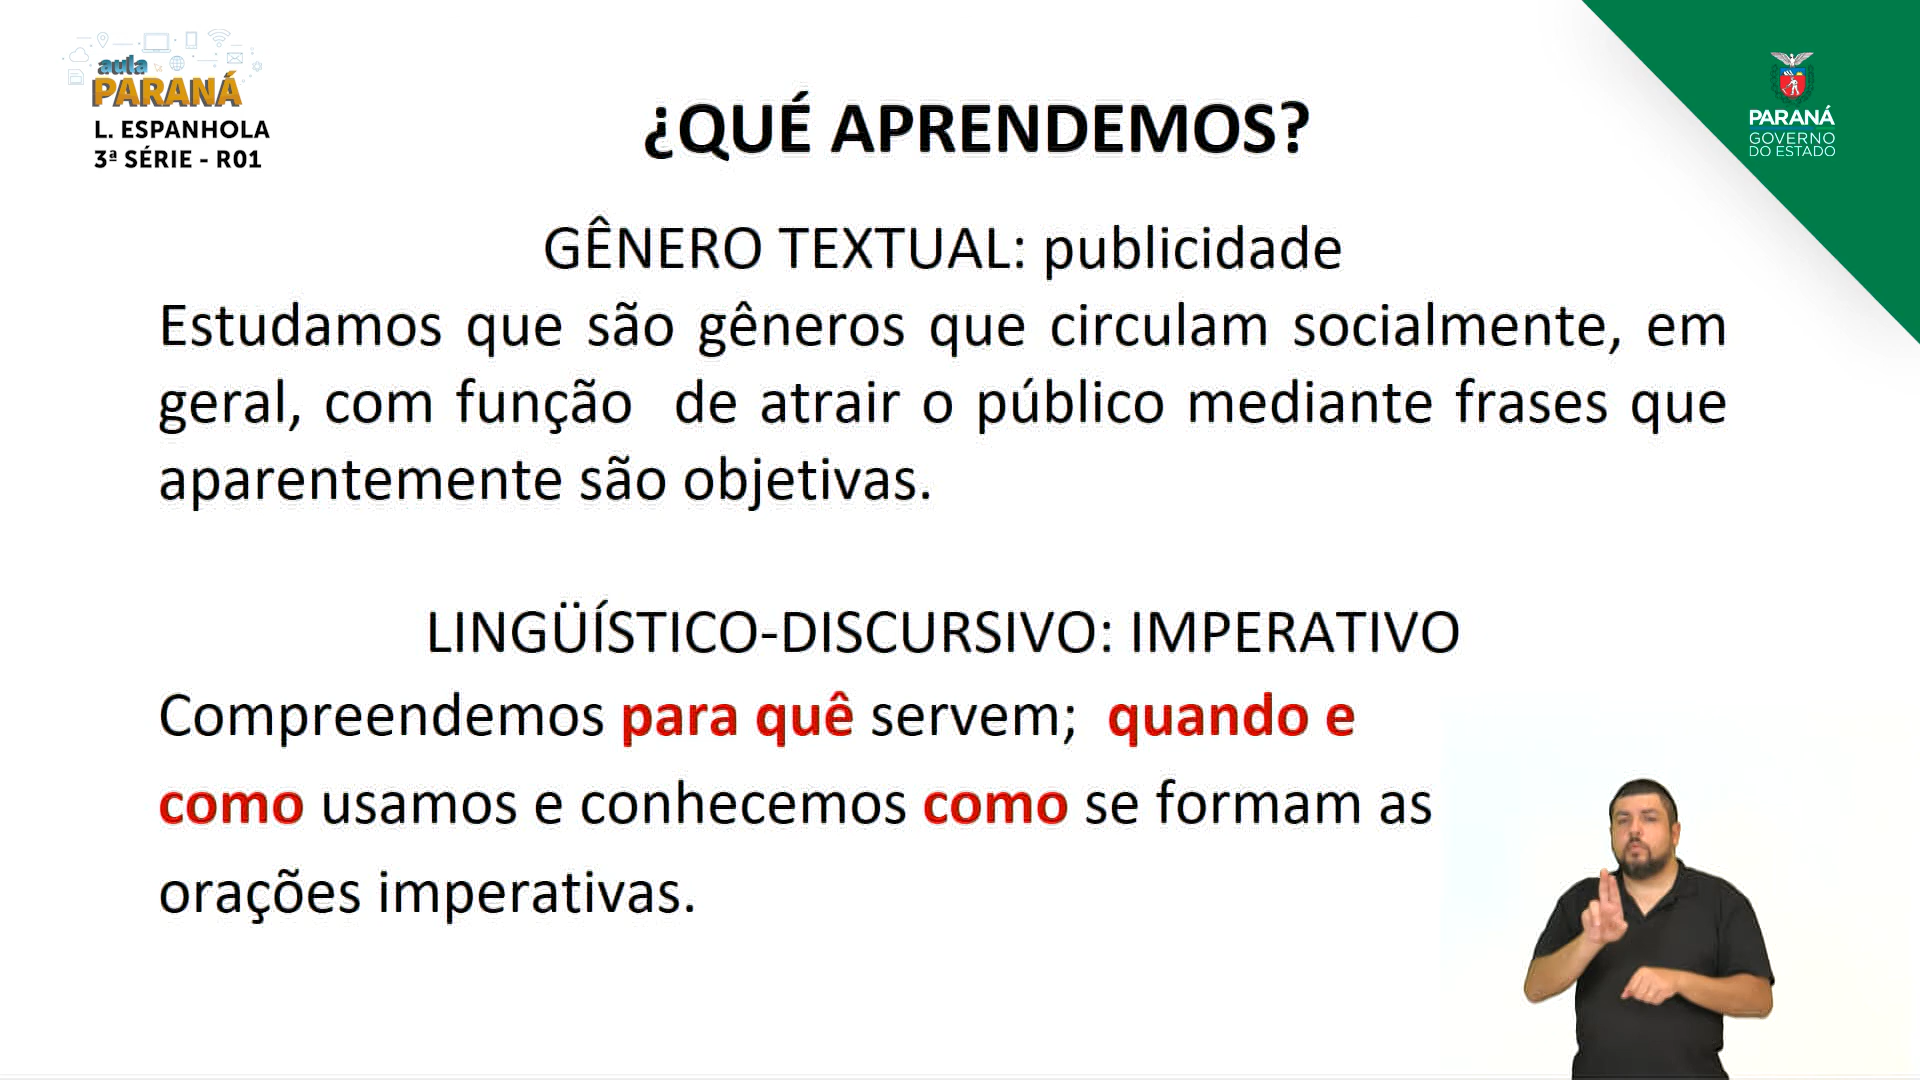 aula
PARANÁ
L. ESPANHOLA
3ª SÉRIE - R01
PARANÁ
GOVERNO
DO ESTADO
¿QUÉ APRENDEMOS?
GÊNERO TEXTUAL: publicidade
Estudamos que são gêneros que circulam socialmente, em
geral, com função de atrair o público mediante frases que
aparentemente são objetivas.
LINGÜÍSTICO-DISCURSIVO: IMPERATIVO
Compreendemos para quê servem; quando e
como usamos e conhecemos como se formam as
orações imperativas.